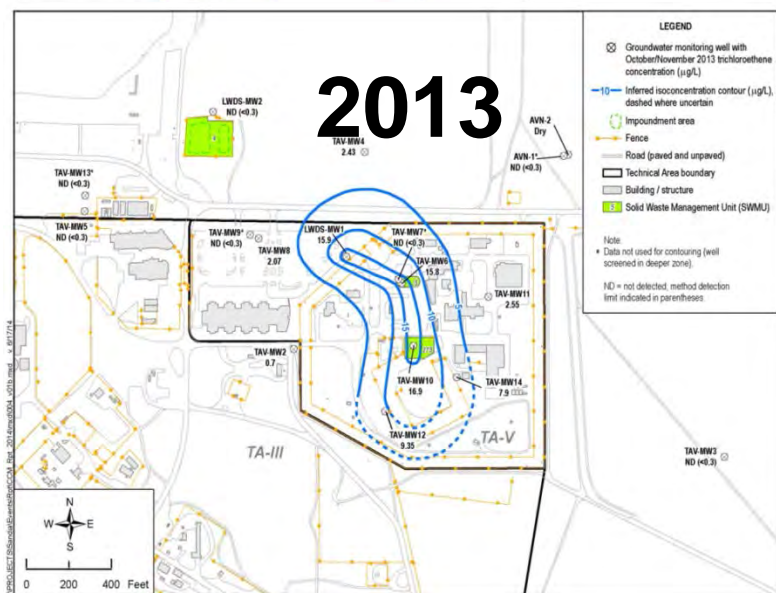 2013
LWDS-MW2
ND (<0.3)
TAV-MW4
2.43
AVN-2
Dry
AVN-1*
ND (<0.3)
TAV-MW13*
ND (<0.3)
TAV-MW5
ND (<0.3)
TAV-MW9*
ND (<0.3)
TAV-MW8
2.07
LWDS-MW1
15.9
TAV-MW7*
ND (<0.3)
TAV-MW6
15.8
TAV-MW11
2.55
5
10
15
TAV-MW2
0.7
TAV-MW10
16.9
TAV-MW14
7.9
TAV-MW12
9.35
TA-III
TA-V
TAV-MW3
ND (<0.3)
N
W E
S
0 200 400 Feet
LEGEND
Groundwater monitoring well with
October/November 2013 trichloroethene
concentration (µg/L)
10 Inferred isoconcentration contour (µg/L),
dashed where uncertain
Impoundment area
Fence
Road (paved and unpaved)
Technical Area boundary
Building / structure
Solid Waste Management Unit (SWMU)
Note:
* Data not used for contouring (well
screened in deeper zone).
ND = not detected, method detection
limit indicated in parentheses.